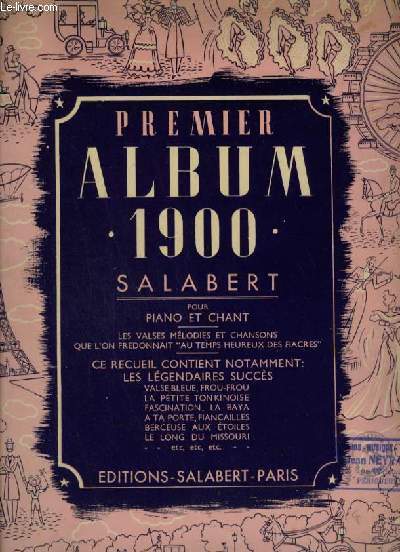 Le-livre.fr
PREMIER
ALBUM
· 1900 ·
SALABERT
POUR
PIANO ET CHANT
LES VALSES MÉLODIES ET CHANSONS
QUE L'ON FREDONNAIT "AU TEMPS HEUREUX DES FIACRES"
CE RECUEIL CONTIENT NOTAMMENT:
LES LÉGENDAIRES SUCCÈS
VALSE BLEUE, FROU-FROU
LA PETITE TONKINOISE
FASCINATION, LA BAYA
A TA PORTE, FIANCAILLES
BERCEUSE AUX ÉTOILES
LE LONG DU MISSOURI
- - etc, etc, etc. - -
EDITIONS-SALABERT-PARIS